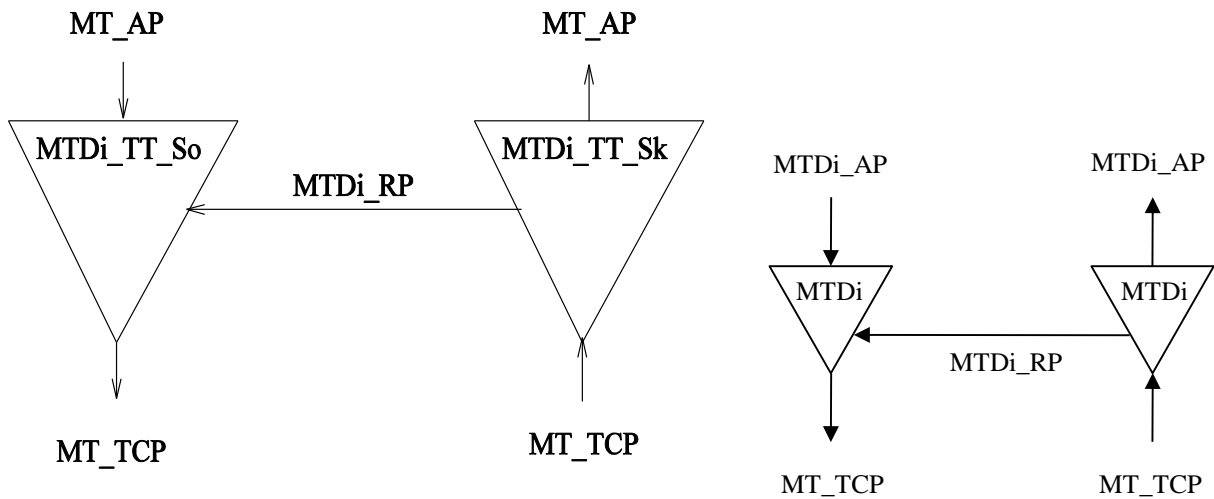 MT_AP
MT_AP
MTDi_TT_So
MTDi_TT_Sk
MTDi_RP
MT_TCP
MT_TCP
MTDi_AP
MTDi_AP
MTDi
MTDi
MTDi_RP
MT_TCP
MT_TCP